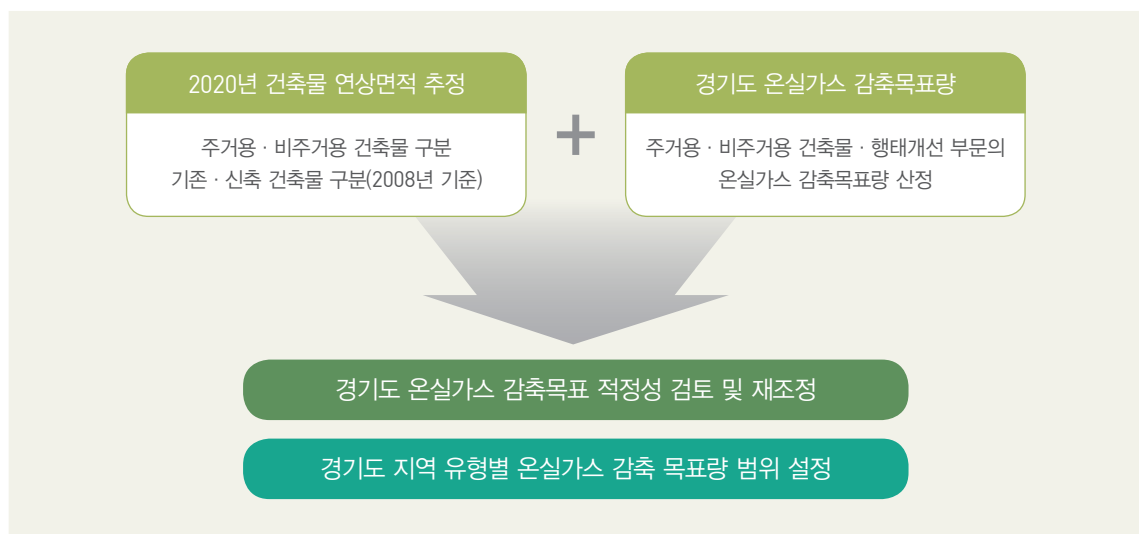 2020년 건축물 연상면적 추정
주거용 · 비주거용 건축물 구분
기존 · 신축 건축물 구분(2008년 기준)
+
경기도 온실가스 감축목표량
주거용 · 비주거용 건축물 · 행태개선 부문의
온실가스 감축목표량 산정
경기도 온실가스 감축목표 적정성 검토 및 재조정
경기도 지역 유형별 온실가스 감축 목표량 범위 설정